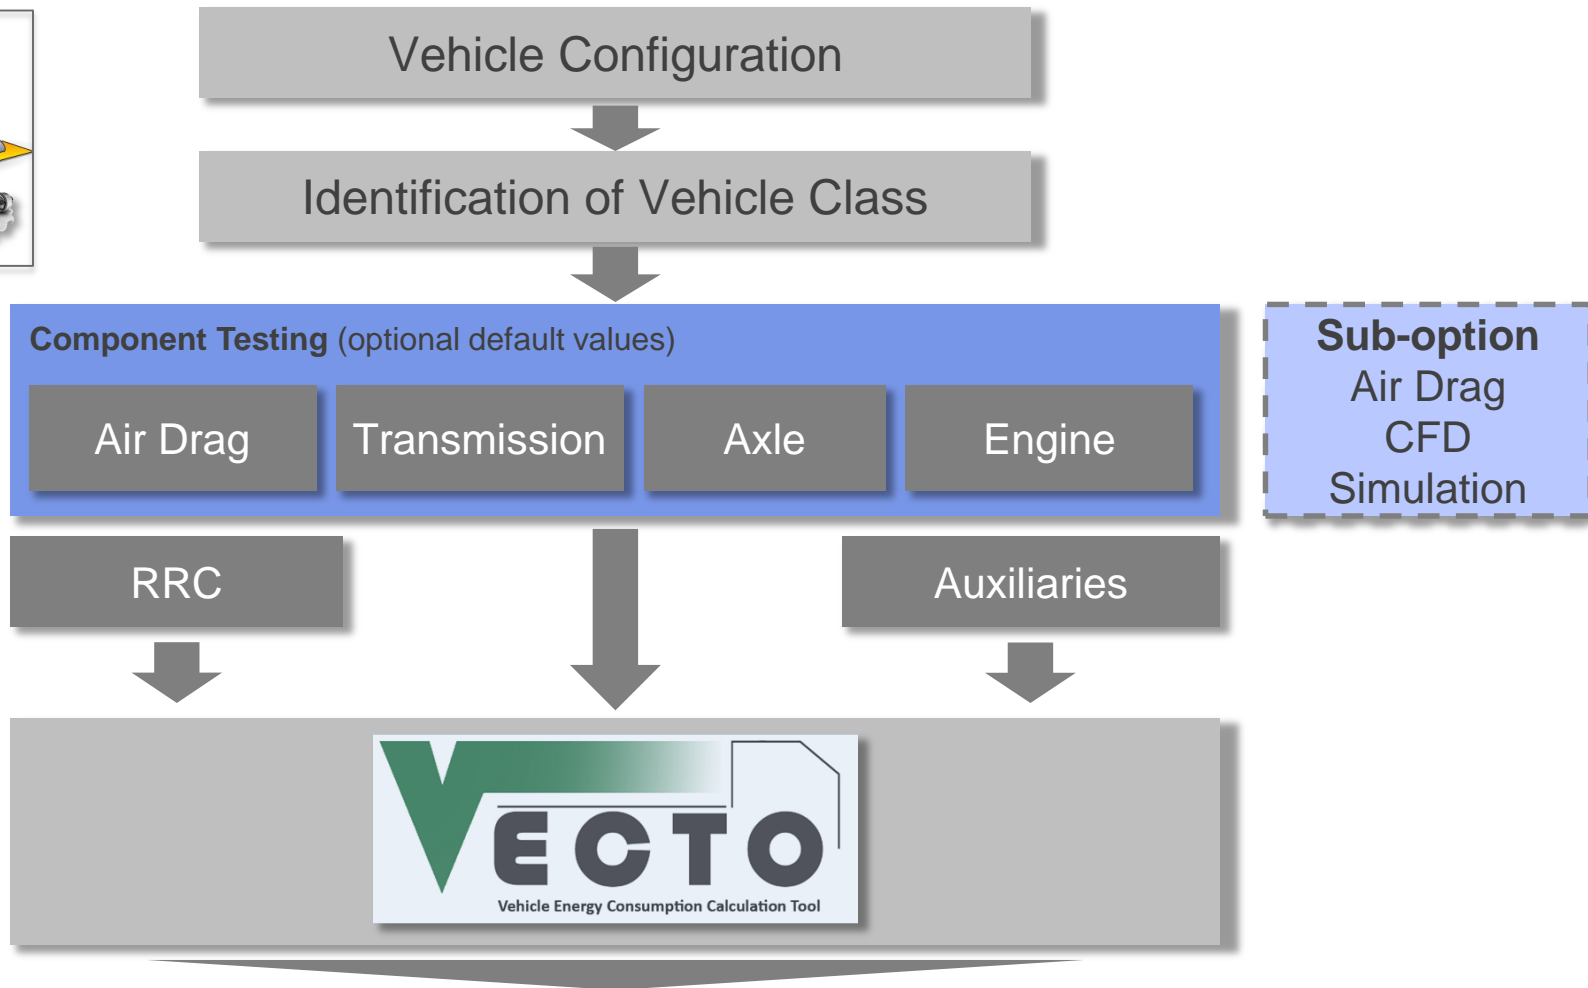 Vehicle Configuration
Identification of Vehicle Class
Component Testing (optional default values)
Air Drag
Transmission
Axle
Engine
Sub-option
Air Drag
CFD
Simulation
RRC
Auxiliaries
VECTO
Vehicle Energy Consumption Calculation Tool